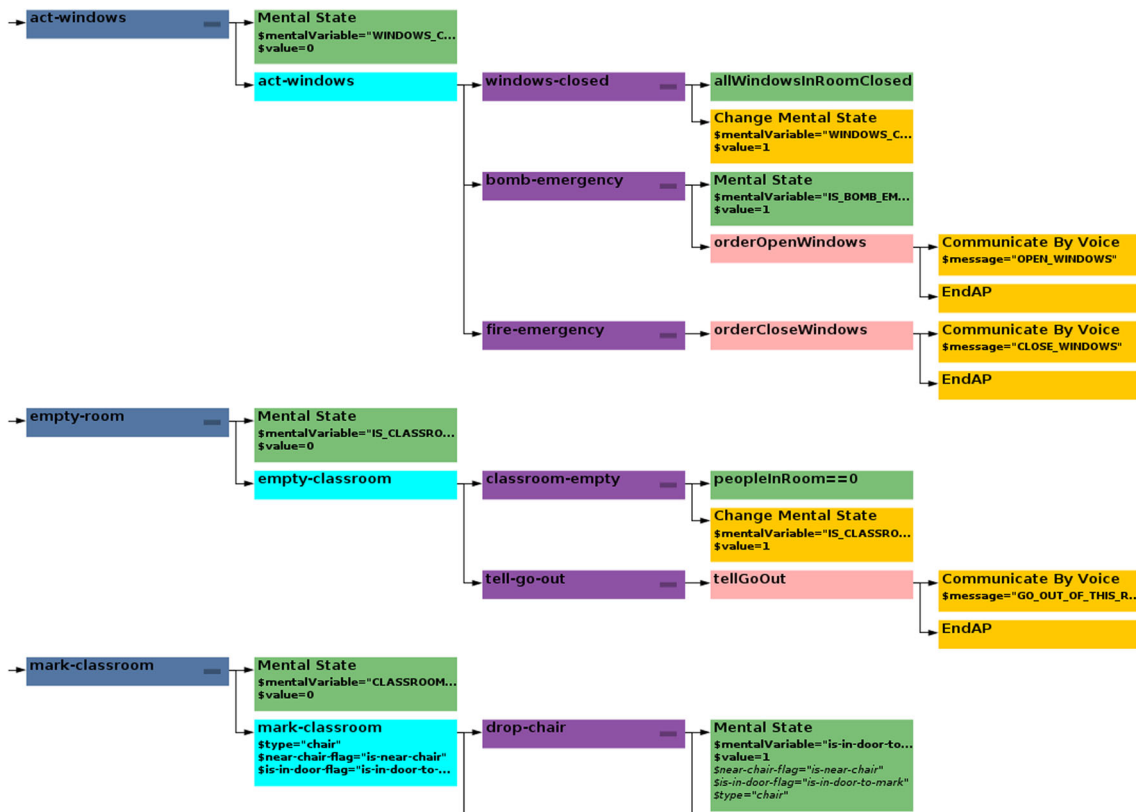 act-windows
Mental State
$mentalVariable="WINDOWS_C...
$value=0
act-windows
windows-closed
allWindowsInRoomClosed
Change Mental State
$mentalVariable="WINDOWS_C...
$value=1
bomb-emergency
Mental State
$mentalVariable="IS_BOMB_EM...
$value=1
orderOpenWindows
Communicate By Voice
$message="OPEN_WINDOWS"
EndAP
fire-emergency
orderCloseWindows
Communicate By Voice
$message="CLOSE_WINDOWS"
EndAP
empty-room
Mental State
$mentalVariable="IS_CLASSRO...
$value=0
empty-classroom
classroom-empty
peopleInRoom==0
Change Mental State
$mentalVariable="IS_CLASSRO...
$value=1
tell-go-out
tellGoOut
Communicate By Voice
$message="GO_OUT_OF_THIS_R...
EndAP
mark-classroom
Mental State
$mentalVariable="CLASSROOM...
$value=0
mark-classroom
$type="chair"
$near-chair-flag="is-near-chair"
$is-in-door-flag="is-in-door-to-...
drop-chair
Mental State
$mentalVariable="is-in-door-to...
$value=1
$near-chair-flag="is-near-chair"
$is-in-door-flag="is-in-door-to-mark"
$type="chair"